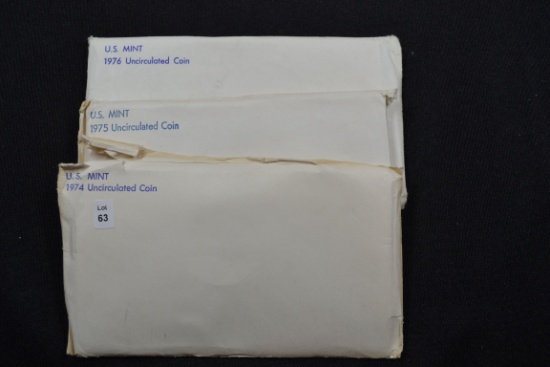 U.S. MINT
1976 Uncirculated Coin
U.S. MINT
1975 Uncirculated Coin
U.S. MINT
1974 Uncirculated Coin
Lot
63